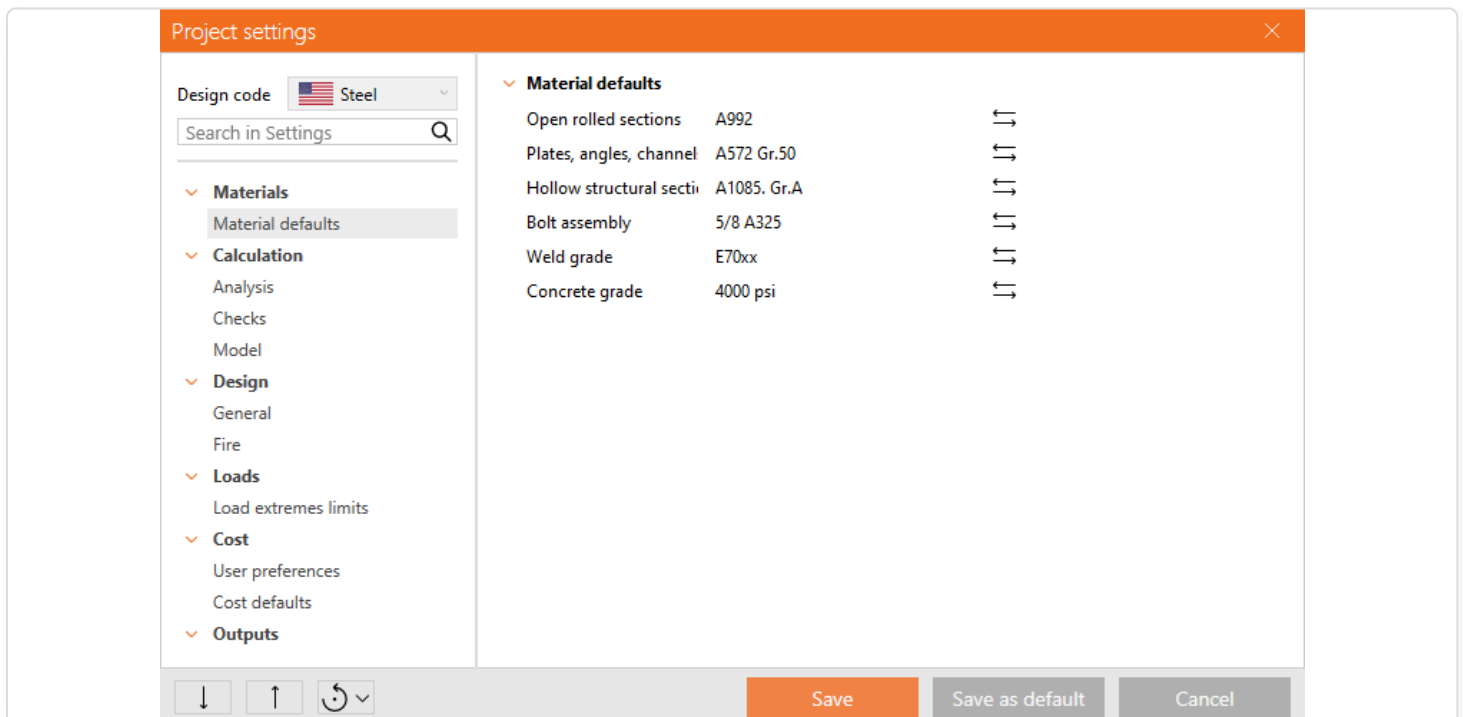 Project settings
Design code Steel
Search in Settings
Materials
Material defaults
Calculation
Analysis
Checks
Model
Design
General
Fire
Loads
Load extremes limits
Cost
User preferences
Cost defaults
Outputs
Material defaults
Open rolled sections A992
Plates, angles, channel A572 Gr.50
Hollow structural secti A1085. Gr.A
Bolt assembly 5/8 A325
Weld grade E70xx
Concrete grade 4000 psi
Save Save as default Cancel